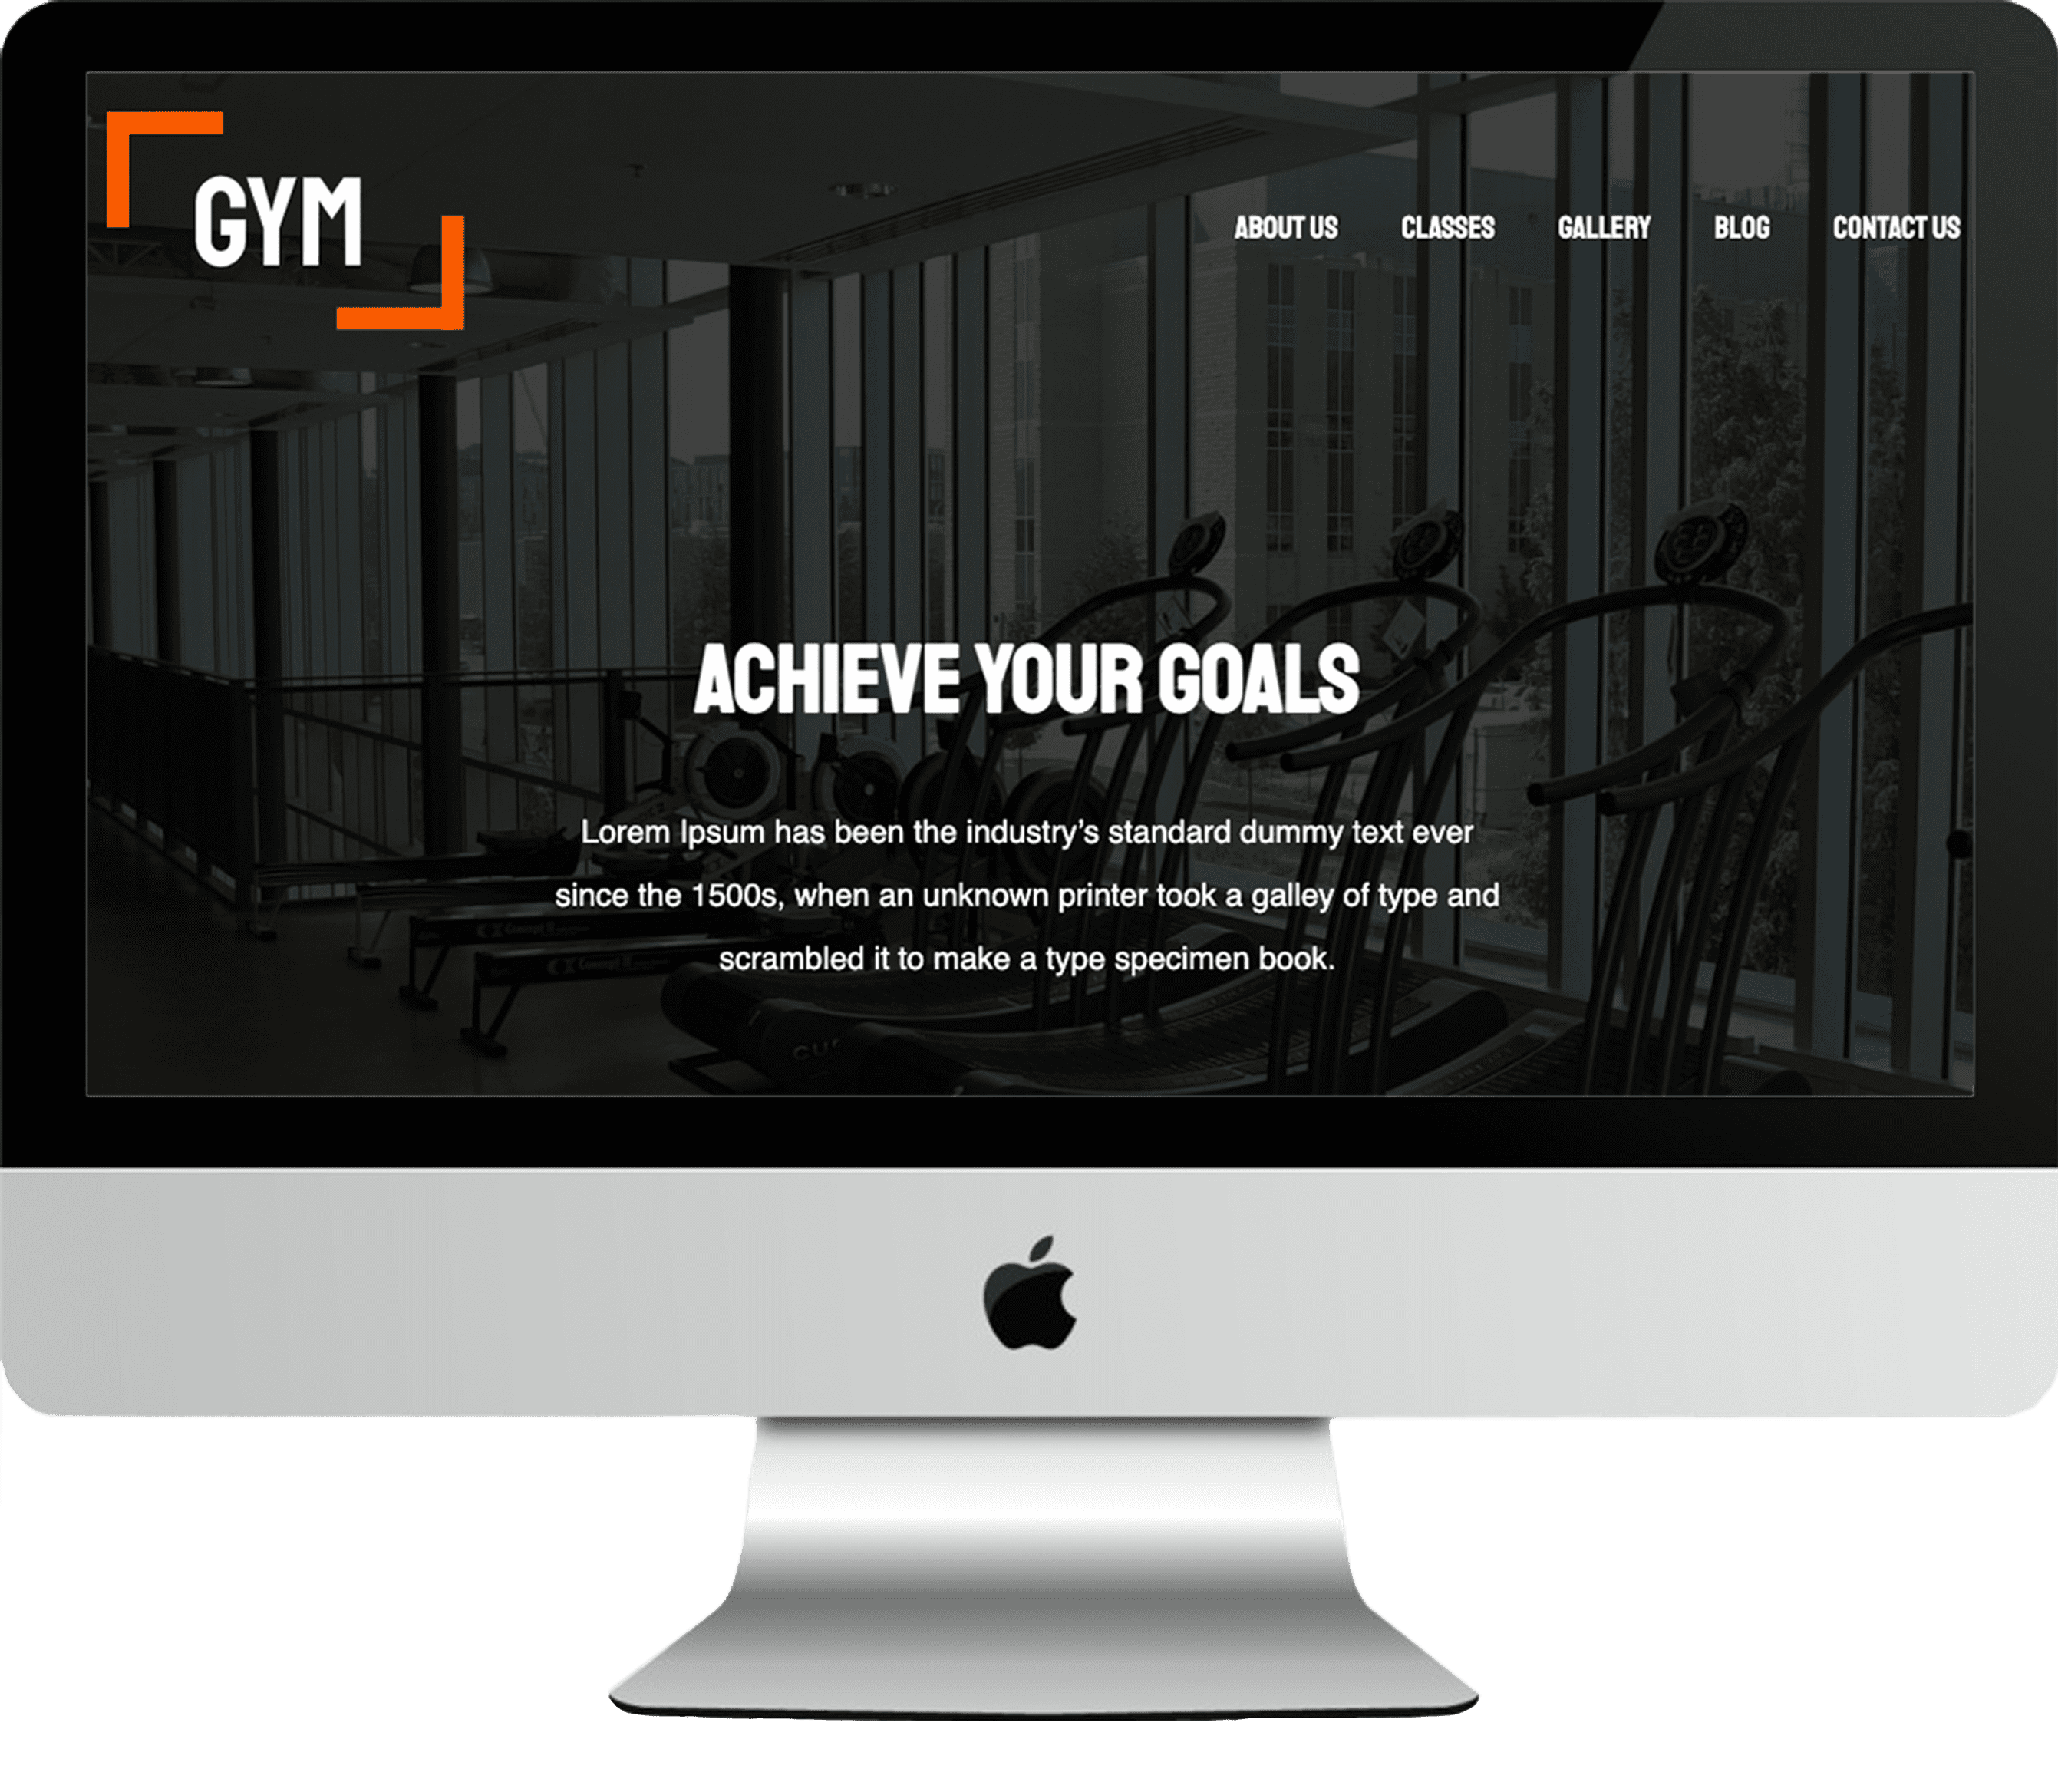 GYM
ABOUT US CLASSES GALLERY BLOG CONTACT US
ACHIEVE YOUR GOALS
Lorem Ipsum has been the industry’s standard dummy text ever
since the 1500s, when an unknown printer took a galley of type and
scrambled it to make a type specimen book.